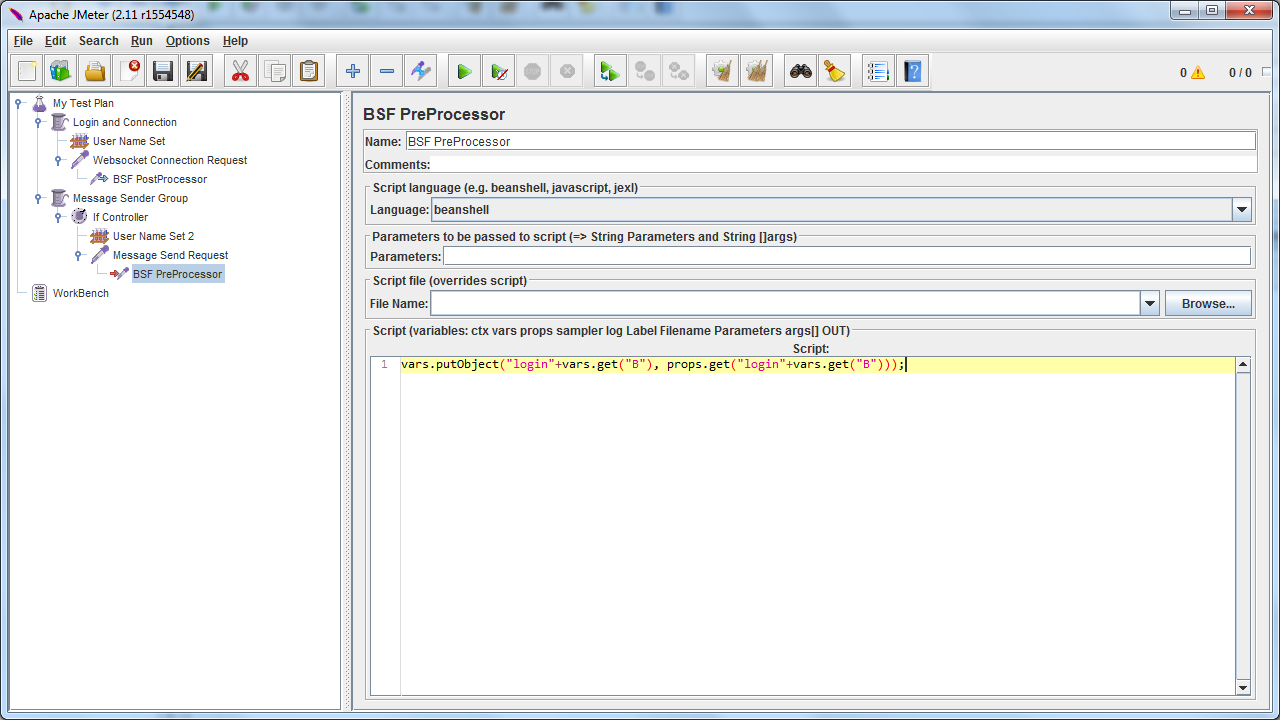 Apache JMeter (2.11 r1554548)
File Edit Search Run Options Help
0 0 / 0
My Test Plan
Login and Connection
User Name Set
Websocket Connection Request
BSF PostProcessor
Message Sender Group
If Controller
User Name Set 2
Message Send Request
BSF PreProcessor
WorkBench
BSF PreProcessor
Name: BSF PreProcessor
Comments:
Script language (e.g. beanshell, javascript, jexl)
Language: beanshell
Parameters to be passed to script (=> String Parameters and String []args)
Parameters:
Script file (overrides script)
File Name: Browse...
Script (variables: ctx vars props sampler log Label Filename Parameters args[] OUT)
Script:
1 vars.putObject("login"+vars.get("B"), props.get("login"+vars.get("B")));